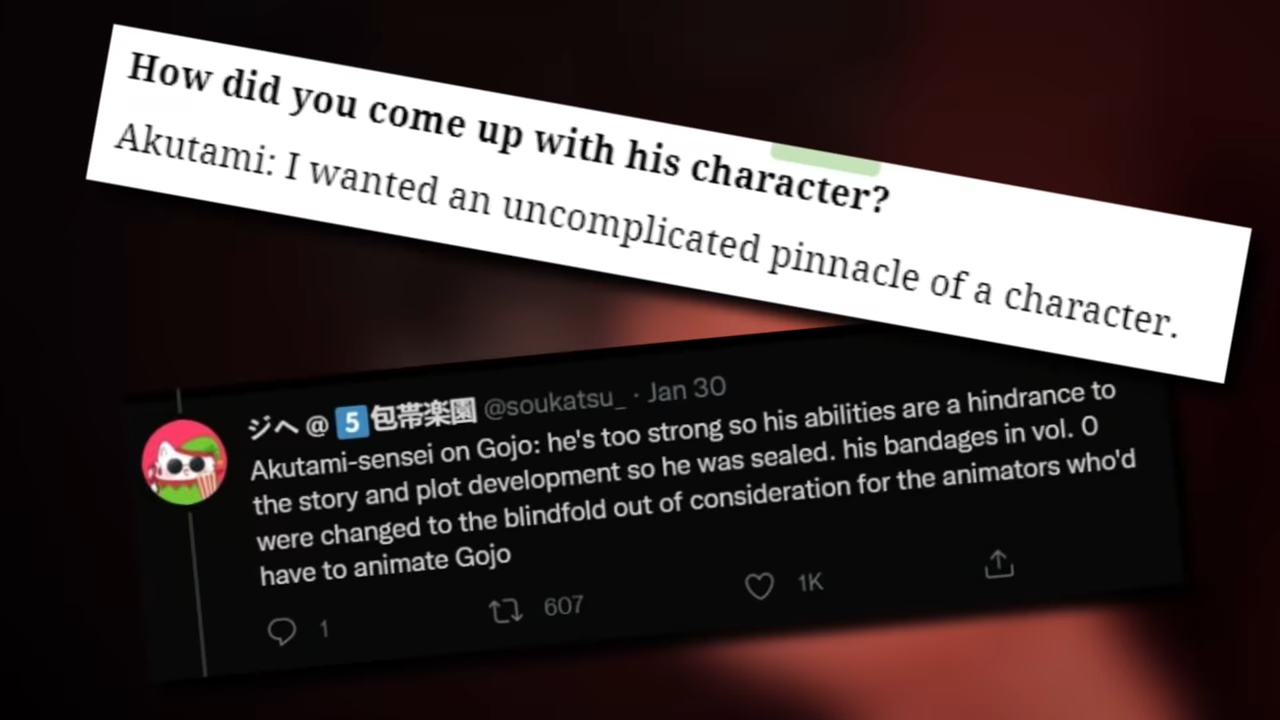 How did you come up with his character?
Akutami: I wanted an uncomplicated pinnacle of a character.
ジヘ @ 5 包帯楽園 @soukatsu_ · Jan 30
Akutami-sensei on Gojo: he's too strong so his abilities are a hindrance to
the story and plot development so he was sealed. his bandages in vol. 0
were changed to the blindfold out of consideration for the animators who'd
have to animate Gojo
1 607 1K